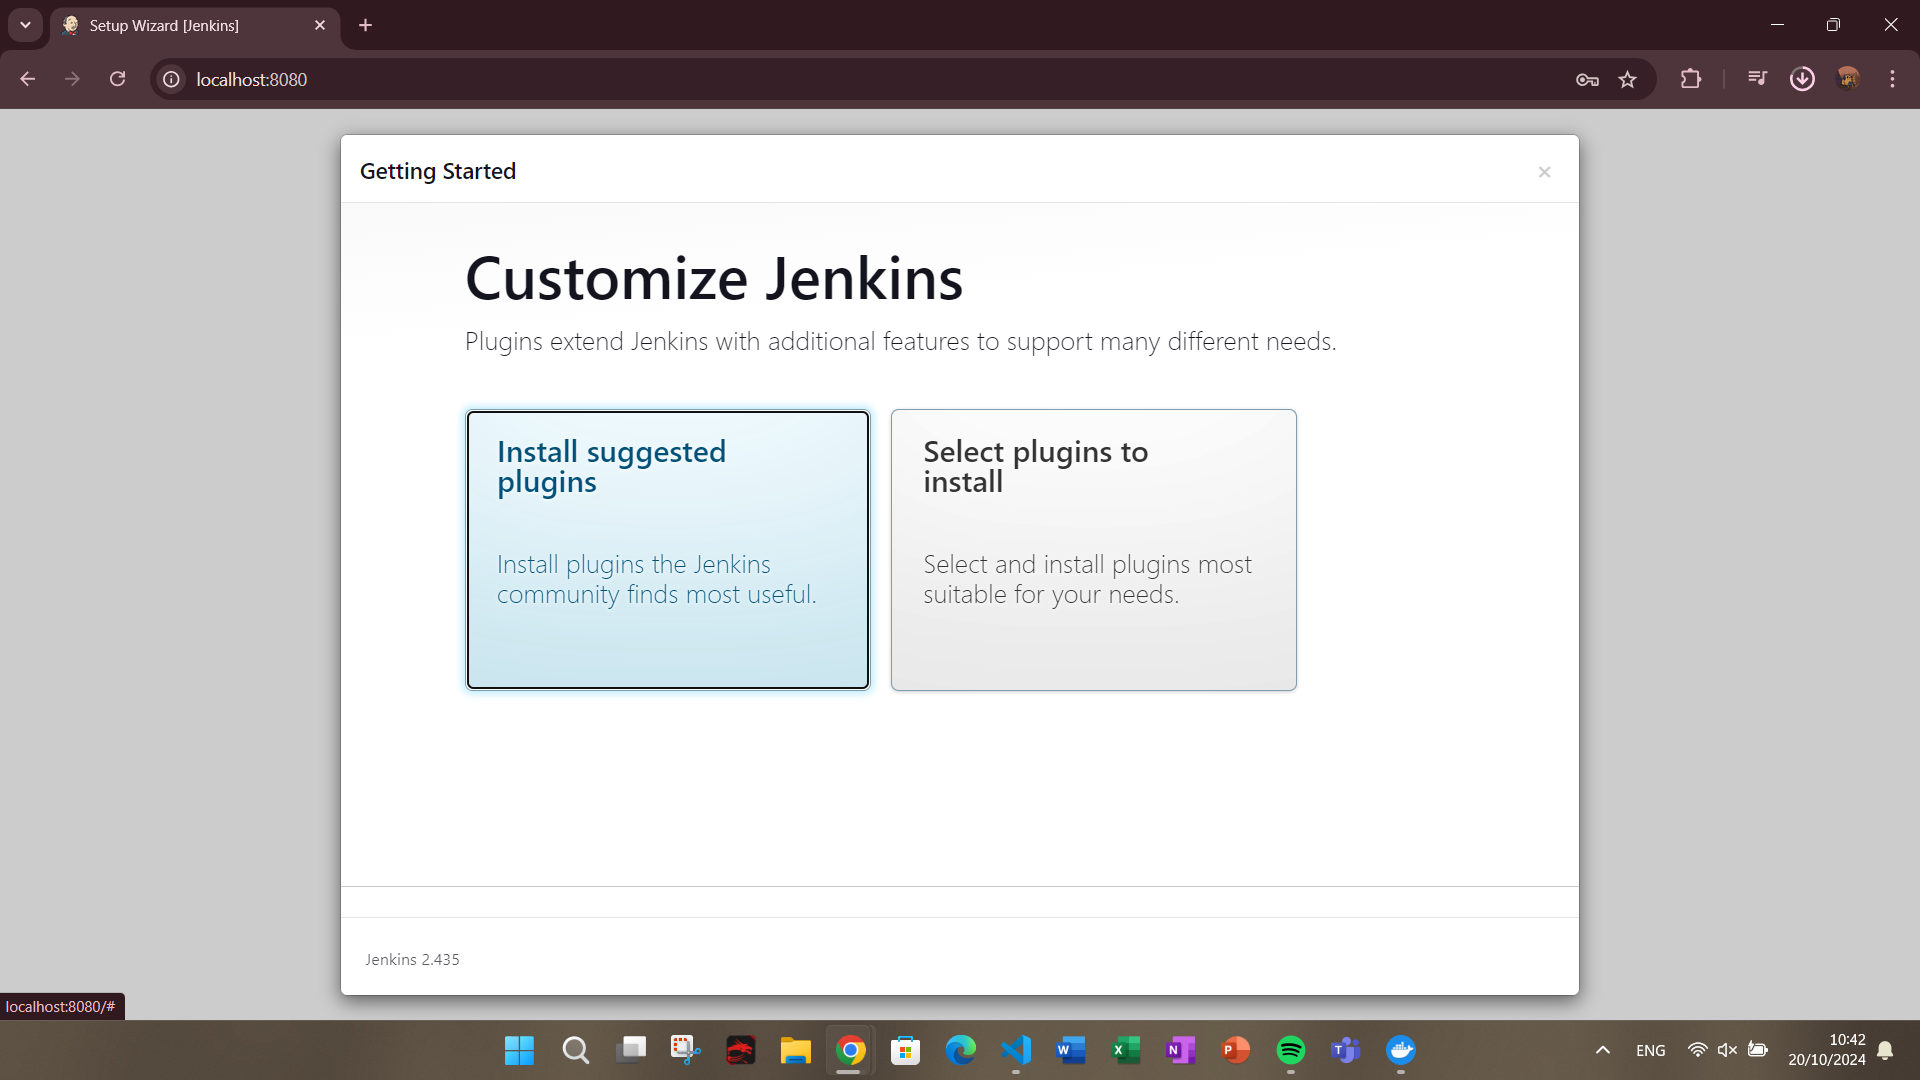 Setup Wizard [Jenkins]
localhost:8080
Getting Started
Customize Jenkins
Plugins extend Jenkins with additional features to support many different needs.
Install suggested
plugins
Install plugins the Jenkins
community finds most useful.
Select plugins to
install
Select and install plugins most
suitable for your needs.
Jenkins 2.435
localhost:8080/#
ENG
10:42
20/10/2024